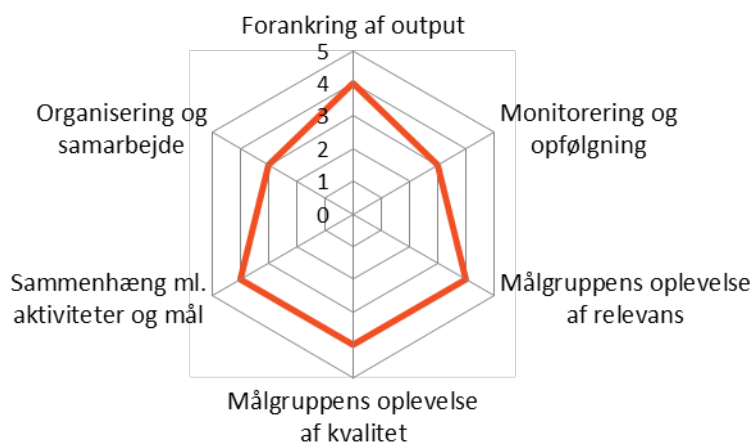 Forankring af output
5
4
3
2
1
0
Monitorering og
opfølgning
Målgruppens oplevelse
af relevans
Målgruppens oplevelse
af kvalitet
Sammenhæng ml.
aktiviteter og mål
Organisering og
samarbejde